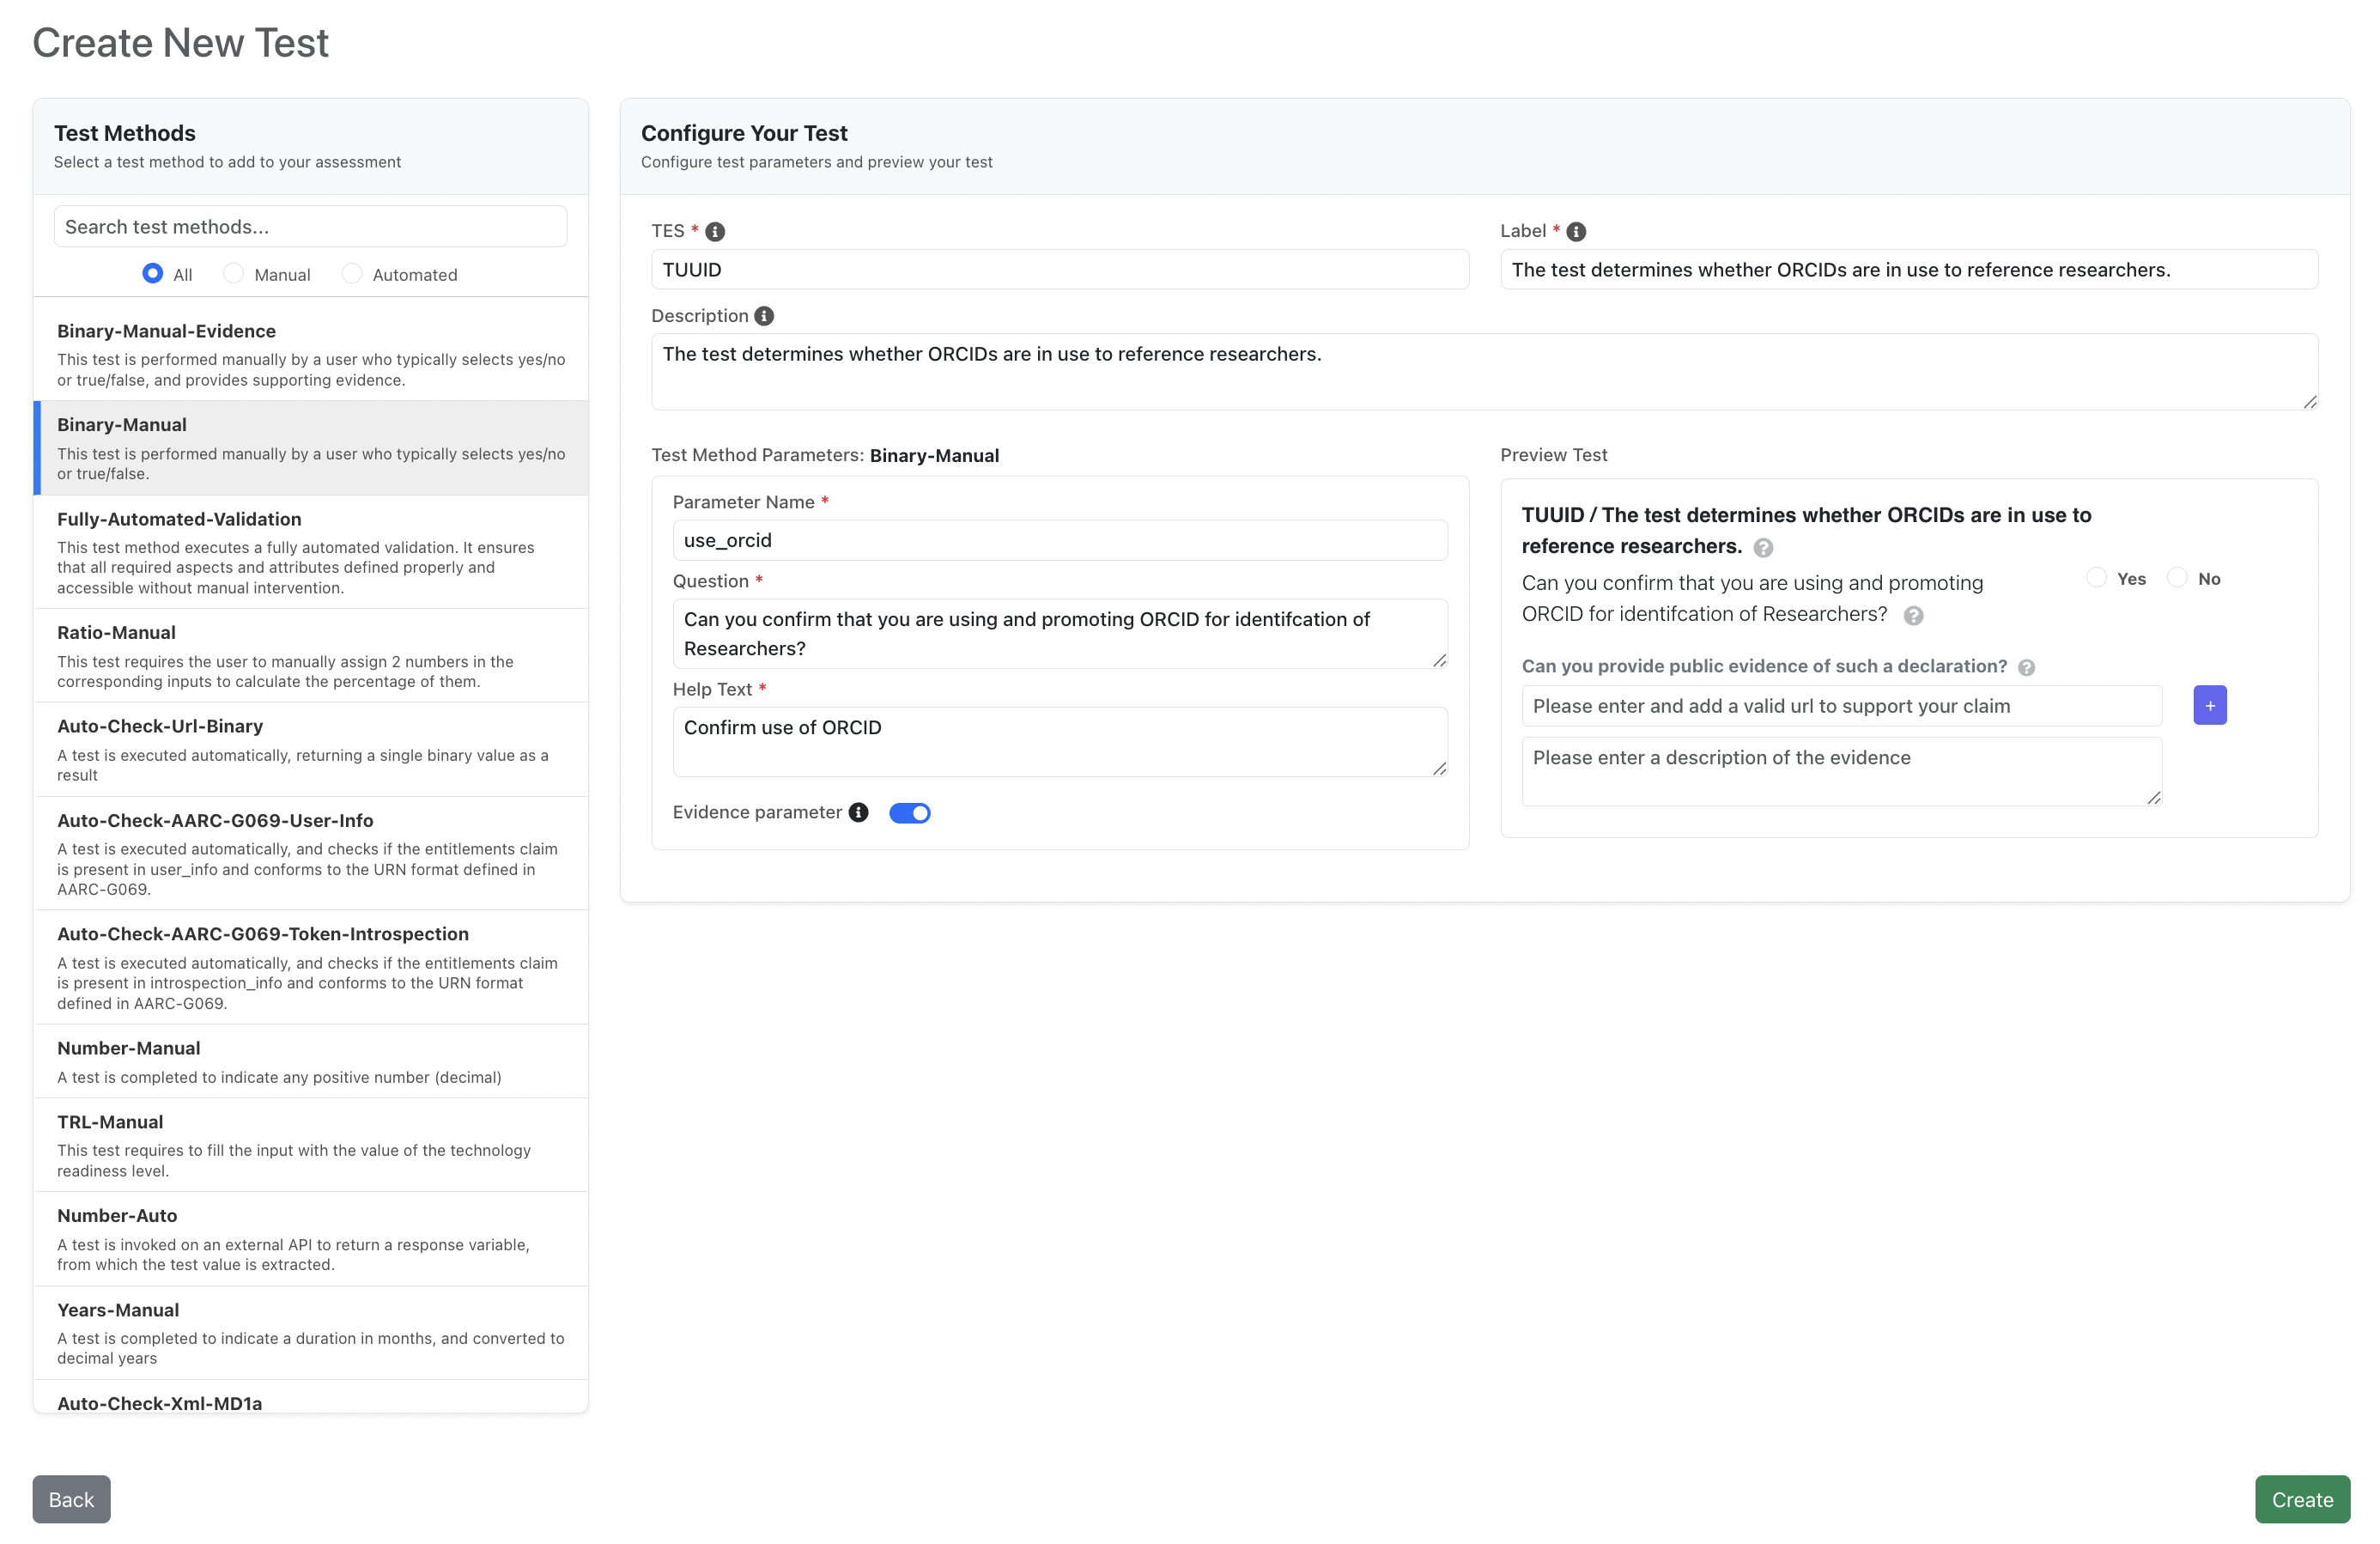 Create New Test
Test Methods
Select a test method to add to your assessment
Search test methods...
All
Manual
Automated
Binary-Manual-Evidence
This test is performed manually by a user who typically selects yes/no
or true/false, and provides supporting evidence.
Binary-Manual
This test is performed manually by a user who typically selects yes/no
or true/false.
Fully-Automated-Validation
This test method executes a fully automated validation. It ensures
that all required aspects and attributes defined properly and
accessible without manual intervention.
Ratio-Manual
This test requires the user to manually assign 2 numbers in the
corresponding inputs to calculate the percentage of them.
Auto-Check-Url-Binary
A test is executed automatically, returning a single binary value as a
result
Auto-Check-AARC-G069-User-Info
A test is executed automatically, and checks if the entitlements claim
is present in user_info and conforms to the URN format defined in
AARC-G069.
Auto-Check-AARC-G069-Token-Introspection
A test is executed automatically, and checks if the entitlements claim
is present in introspection_info and conforms to the URN format
defined in AARC-G069.
Number-Manual
A test is completed to indicate any positive number (decimal)
TRL-Manual
This test requires to fill the input with the value of the technology
readiness level.
Number-Auto
A test is invoked on an external API to return a response variable,
from which the test value is extracted.
Years-Manual
A test is completed to indicate a duration in months, and converted to
decimal years
Auto-Check-Xml-MD1a
Configure Your Test
Configure test parameters and preview your test
TES *
TUUID
Label *
The test determines whether ORCIDs are in use to reference researchers.
Description
The test determines whether ORCIDs are in use to reference researchers.
Test Method Parameters: Binary-Manual
Parameter Name *
use_orcid
Question *
Can you confirm that you are using and promoting ORCID for identifcation of
Researchers?
Help Text *
Confirm use of ORCID
Evidence parameter
Preview Test
TUUID / The test determines whether ORCIDs are in use to
reference researchers.
Can you confirm that you are using and promoting
ORCID for identifcation of Researchers?
Yes
No
Can you provide public evidence of such a declaration?
Please enter and add a valid url to support your claim
+
Please enter a description of the evidence
Back
Create